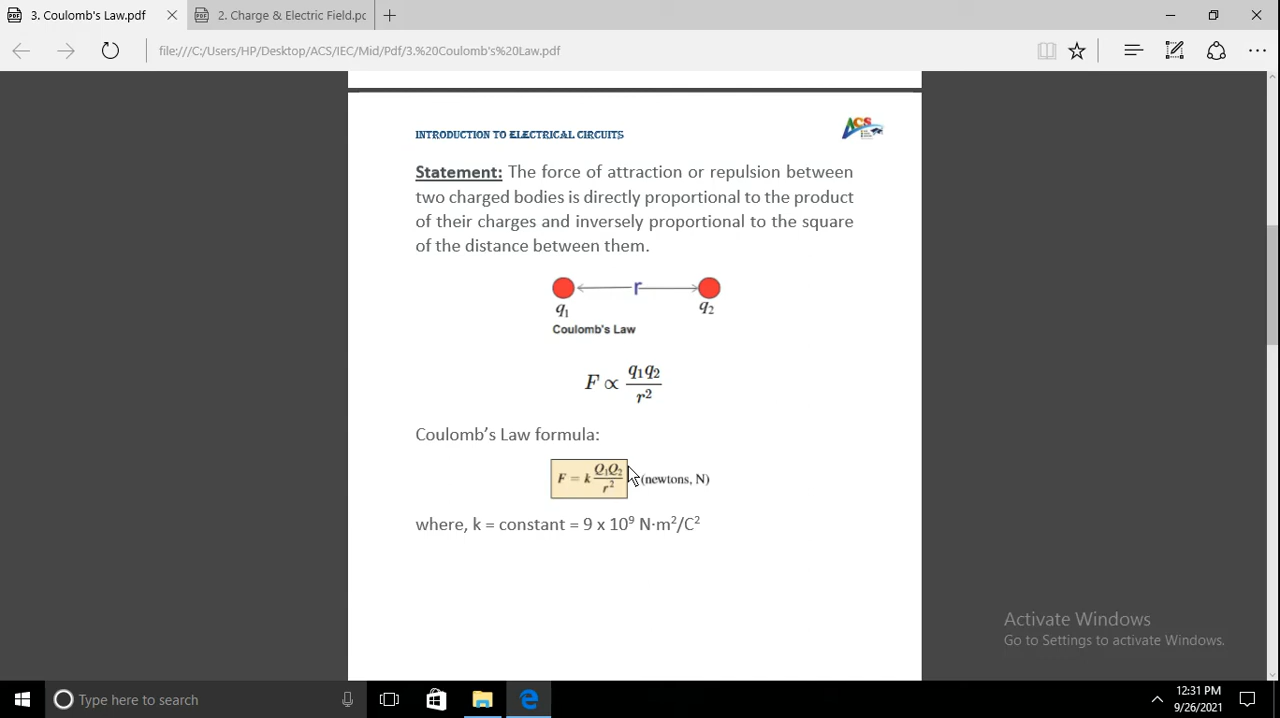 3. Coulomb's Law.pdf
2. Charge & Electric Field.pc
file:///C:/Users/HP/Desktop/ACS/IEC/Mid/Pdf/3.%20Coulomb's%20Law.pdf
INTRODUCTION TO ELECTRICAL CIRCUITS
ACS
Statement: The force of attraction or repulsion between
two charged bodies is directly proportional to the product
of their charges and inversely proportional to the square
of the distance between them.
r
q₁ q₂
Coulomb's Law
F ∝ q₁q₂ / r²
Coulomb's Law formula:
F = k Q₁Q₂ / r² (newtons, N)
where, k = constant = 9 x 10⁹ N·m²/C²
Activate Windows
Go to Settings to activate Windows.
Type here to search
12:31 PM
9/26/2021